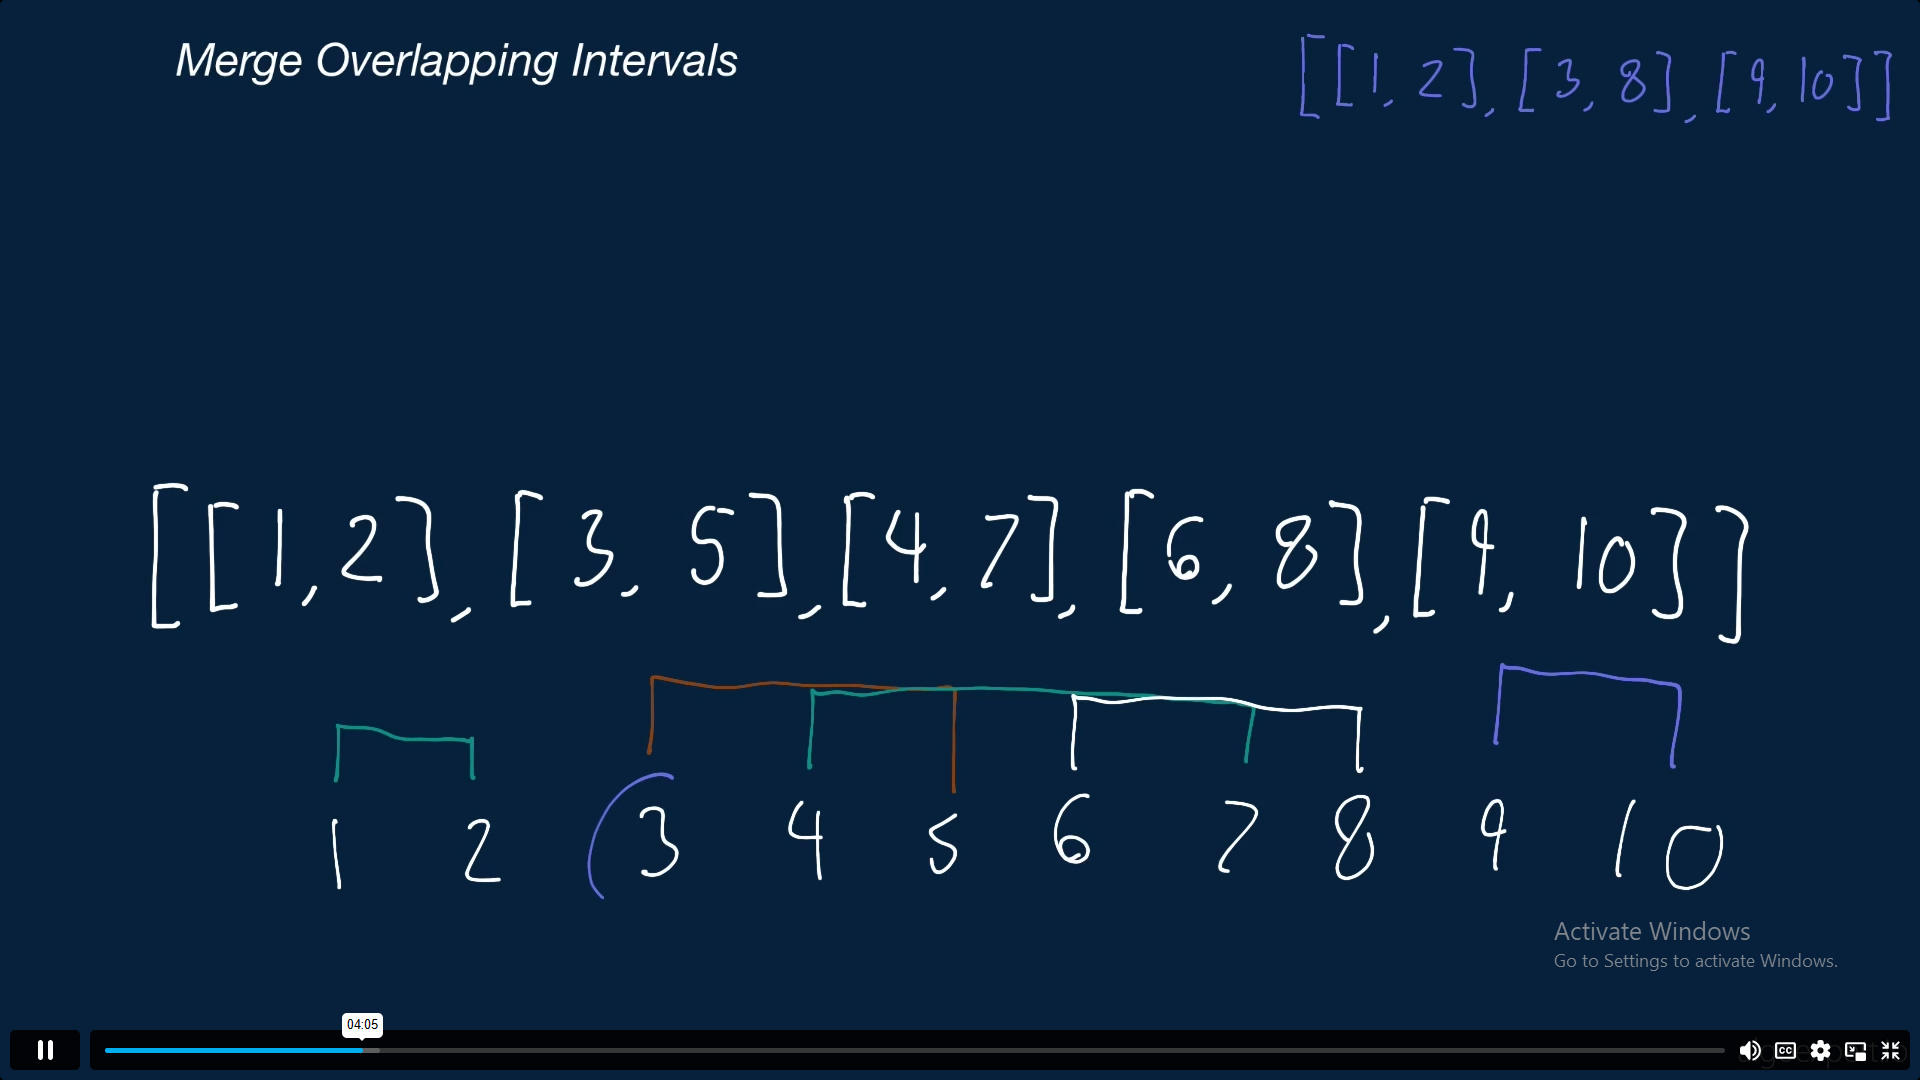 Merge Overlapping Intervals
[[1, 2], [3, 8], [9, 10]]
[[1,2], [3, 5], [4,7], [6, 8], [9, 10]]
1 2 (3 4 5 6 7 8 9 10
Activate Windows
Go to Settings to activate Windows.
04:05
CC